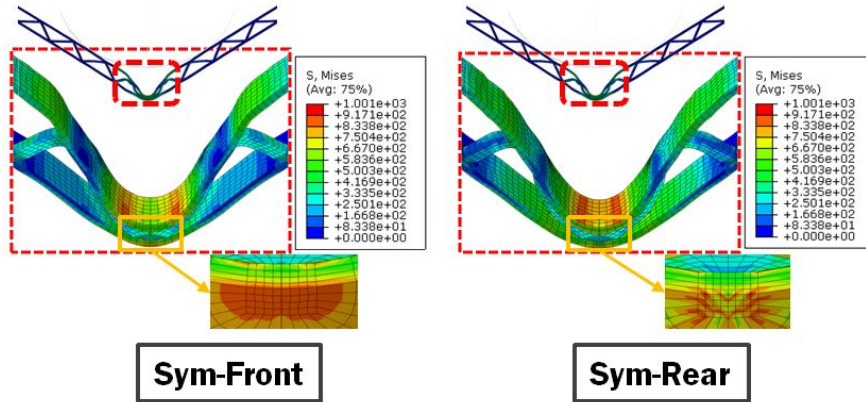 S, Mises
(Avg: 75%)
+1.001e+03
+9.171e+02
+8.338e+02
+7.504e+02
+6.670e+02
+5.836e+02
+5.003e+02
+4.169e+02
+3.335e+02
+2.501e+02
+1.668e+02
+8.338e+01
+0.000e+00
S, Mises
(Avg: 75%)
+1.001e+03
+9.171e+02
+8.338e+02
+7.504e+02
+6.670e+02
+5.836e+02
+5.003e+02
+4.169e+02
+3.335e+02
+2.501e+02
+1.668e+02
+8.338e+01
+0.000e+00
Sym-Front
Sym-Rear